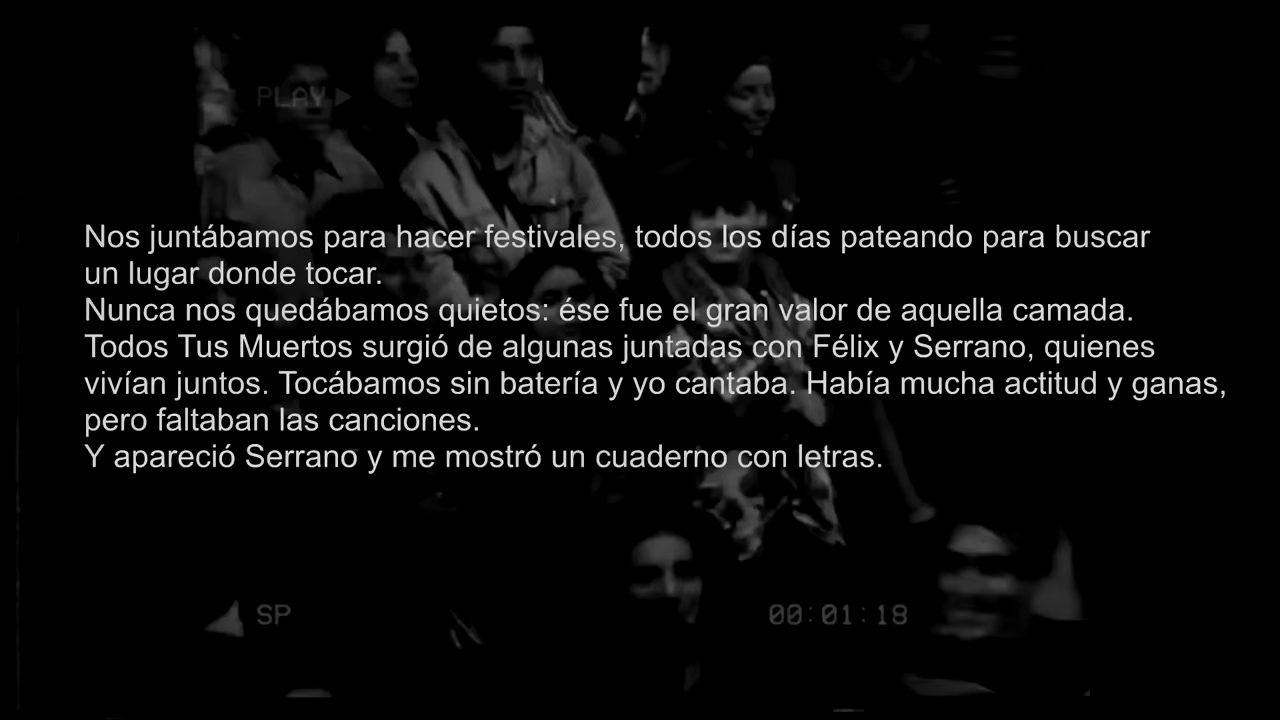 PLAY
Nos juntábamos para hacer festivales, todos los días pateando para buscar
un lugar donde tocar.
Nunca nos quedábamos quietos: ése fue el gran valor de aquella camada.
Todos Tus Muertos surgió de algunas juntadas con Félix y Serrano, quienes
vivían juntos. Tocábamos sin batería y yo cantaba. Había mucha actitud y ganas,
pero faltaban las canciones.
Y apareció Serrano y me mostró un cuaderno con letras.
SP 00:01:18